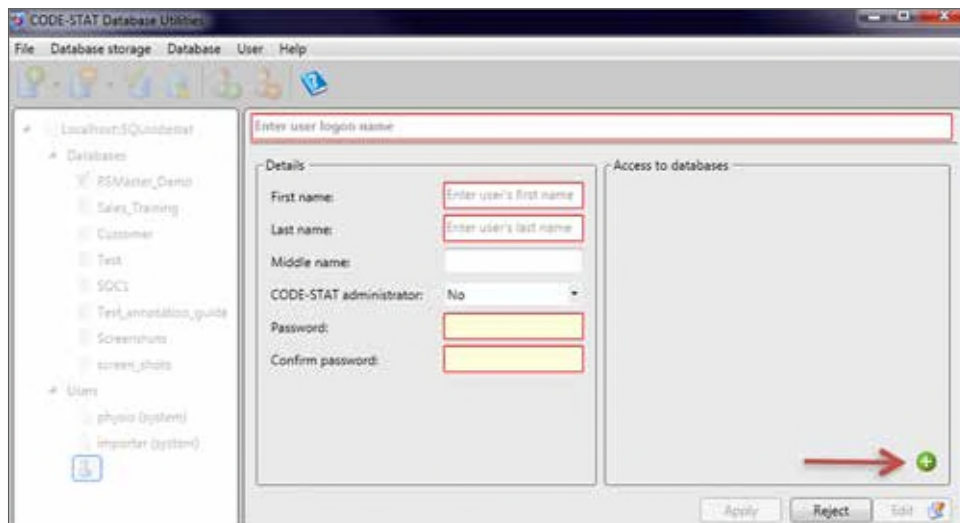 CODE-STAT Database Utilities
File Database storage Database User Help
Databases
RSMaster_Demo
Sales_Training
Customer
Test
SOC1
Test_annotation_guide
Screenshots
screen_shots
Users
physio (system)
importer (system)
Enter user logon name
Details
First name: Enter user's first name
Last name: Enter user's last name
Middle name:
CODE-STAT administrator: No
Password:
Confirm password:
Access to databases
Apply Reject Edit